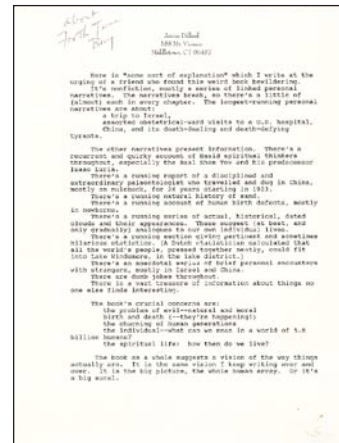 About
For the Time
Being
Annie Dillard
Middletown, CT 06457
Here is "some sort of explanation" which I write at the
urging of a friend who found this weird book bewildering.
It's nonfiction, mostly a series of linked personal
narratives. The narratives break, so there's a little of
(almost) each in every chapter. The longest-running personal
narratives are about:
a trip to Israel,
assorted obstetrical-ward visits to a U.S. hospital,
China, and its death-dealing and death-defying
tyrants.
The other narratives present information. There's a
recurrent and quirky account of Hasid spiritual thinkers
throughout, especially the Baal Shem Tov and his predecessor
Isaac Luria.
There's a running report of a disciplined and
extraordinary paleontologist who travelled and dug in China,
mostly on muleback, for 24 years starting in 1923.
There's a running natural history of sand.
There's a running account of human birth defects, mostly
in newborns.
There's a running series of actual, historical, dated
clouds and their appearances. These suggest (at best, and
only gradually) analogues to our own individual lives.
There's a running section giving pertinent and sometimes
hilarious statistics. (A Dutch statistician calculated that
all the world's people, pressed together neatly, could fit
into Lake Windemere, in the lake district.)
There's an anecdotal series of brief personal encounters
with strangers, mostly in Israel and China.
There are dumb jokes throughout.
There is a vast treasure of information about things no
one else finds interesting.
The book's crucial concerns are:
the problem of evil--natural and moral
birth and death (--they're happening!)
the churning of human generations
the individual--what can we mean in a world of 5.8
billion humans?
the spiritual life: how then do we live?
The book as a whole suggests a vision of the way things
actually are. It is the same vision I keep writing over and
over. It is the big picture, the whole human array. Or it's
a big mural.